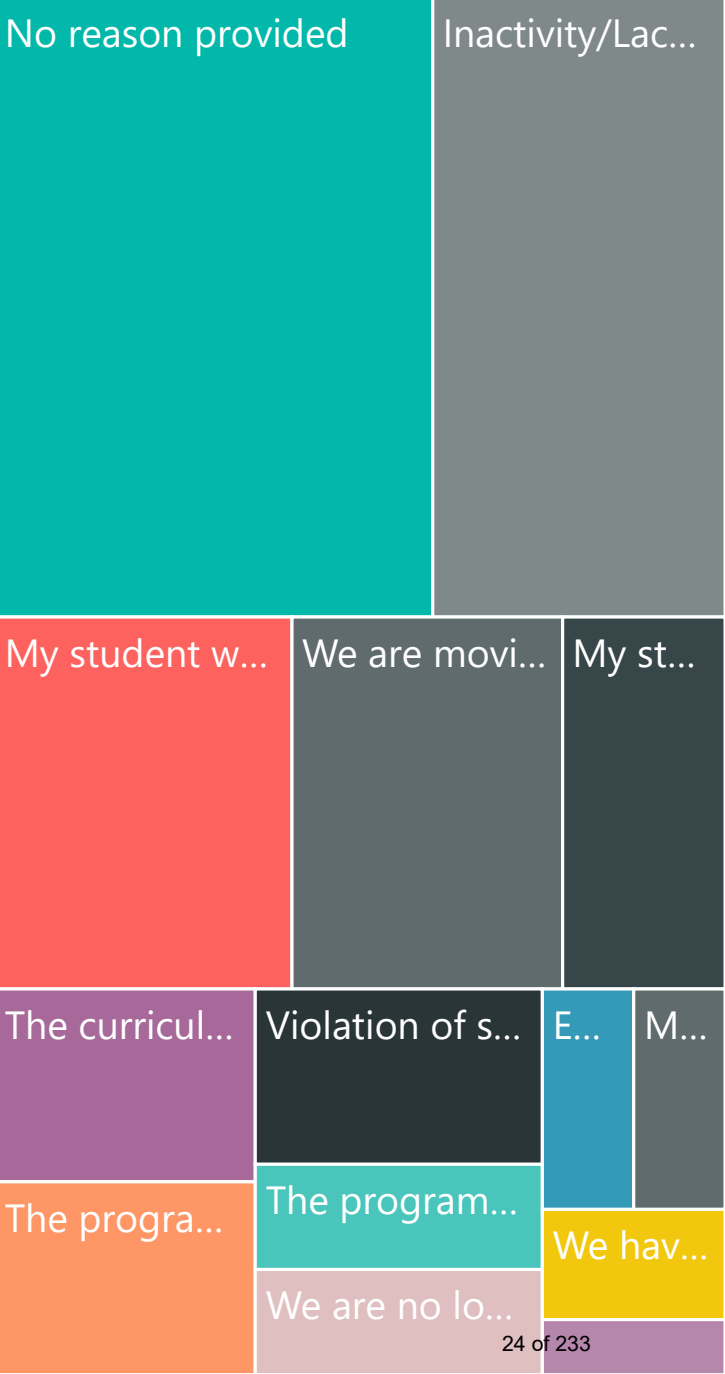 No reason provided
Inactivity/Lac...
My student w...
We are movi...
My st...
The curricul...
Violation of s...
E...
M...
The progra...
The program...
We hav...
We are no lo...
24 of 233